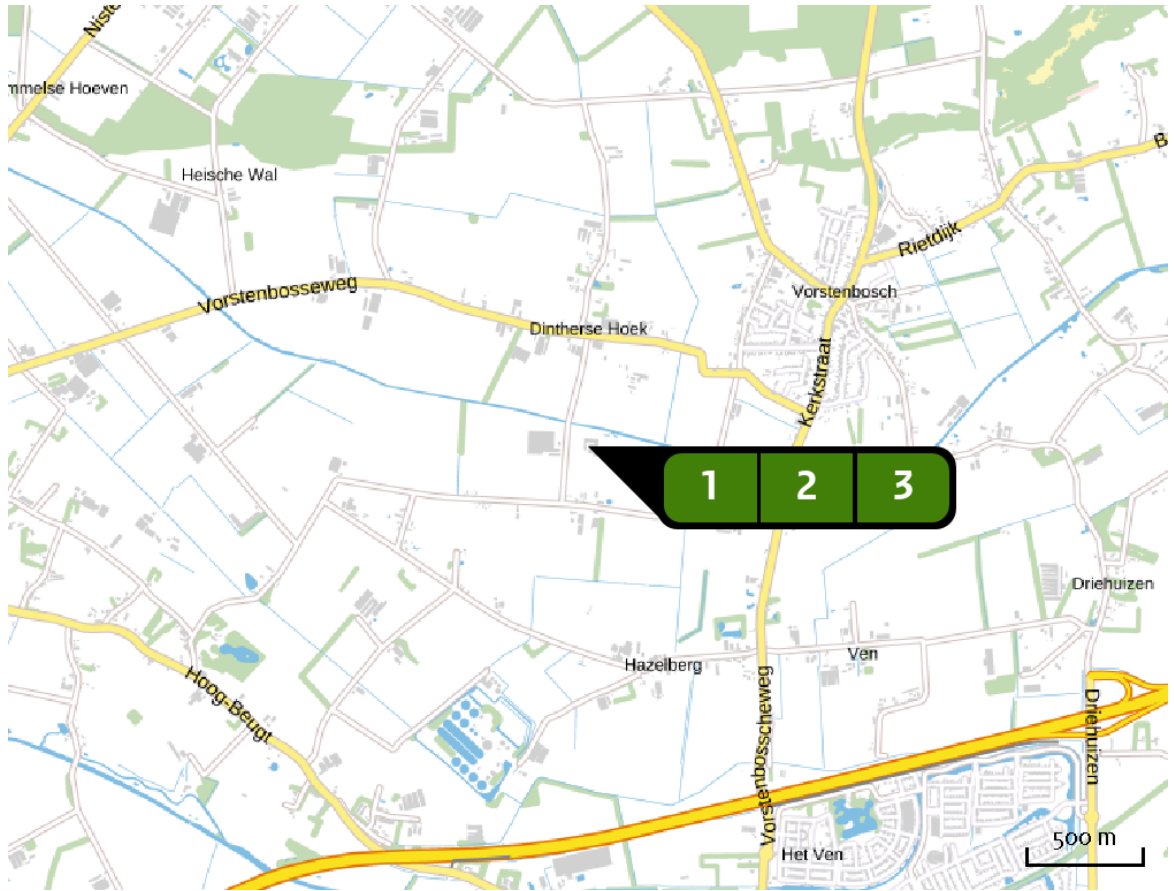 Niste
mmelse Hoeven
B
Heische Wal
Rietdijk
Vorstenbosseweg
Vorstenbosch
Dintherse Hoek
Kerkstraat
1 2 3
Driehuizen
Hazelberg
Ven
Hoog-Beugt
Vorstenbosscheweg
Driehuizen
500 m
Het Ven